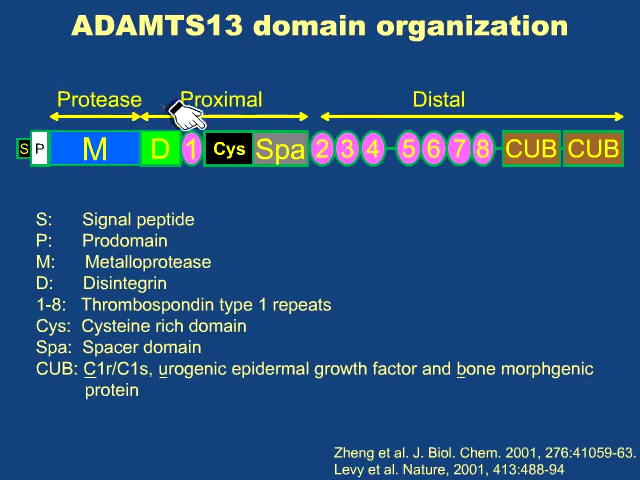 ADAMTS13 domain organization
Protease Proximal Distal
S P M D 1 Cys Spa 2 3 4 5 6 7 8 CUB CUB
S: Signal peptide
P: Prodomain
M: Metalloprotease
D: Disintegrin
1-8: Thrombospondin type 1 repeats
Cys: Cysteine rich domain
Spa: Spacer domain
CUB: C1r/C1s, urogenic epidermal growth factor and bone morphgenic
protein
Zheng et al. J. Biol. Chem. 2001, 276:41059-63.
Levy et al. Nature, 2001, 413:488-94